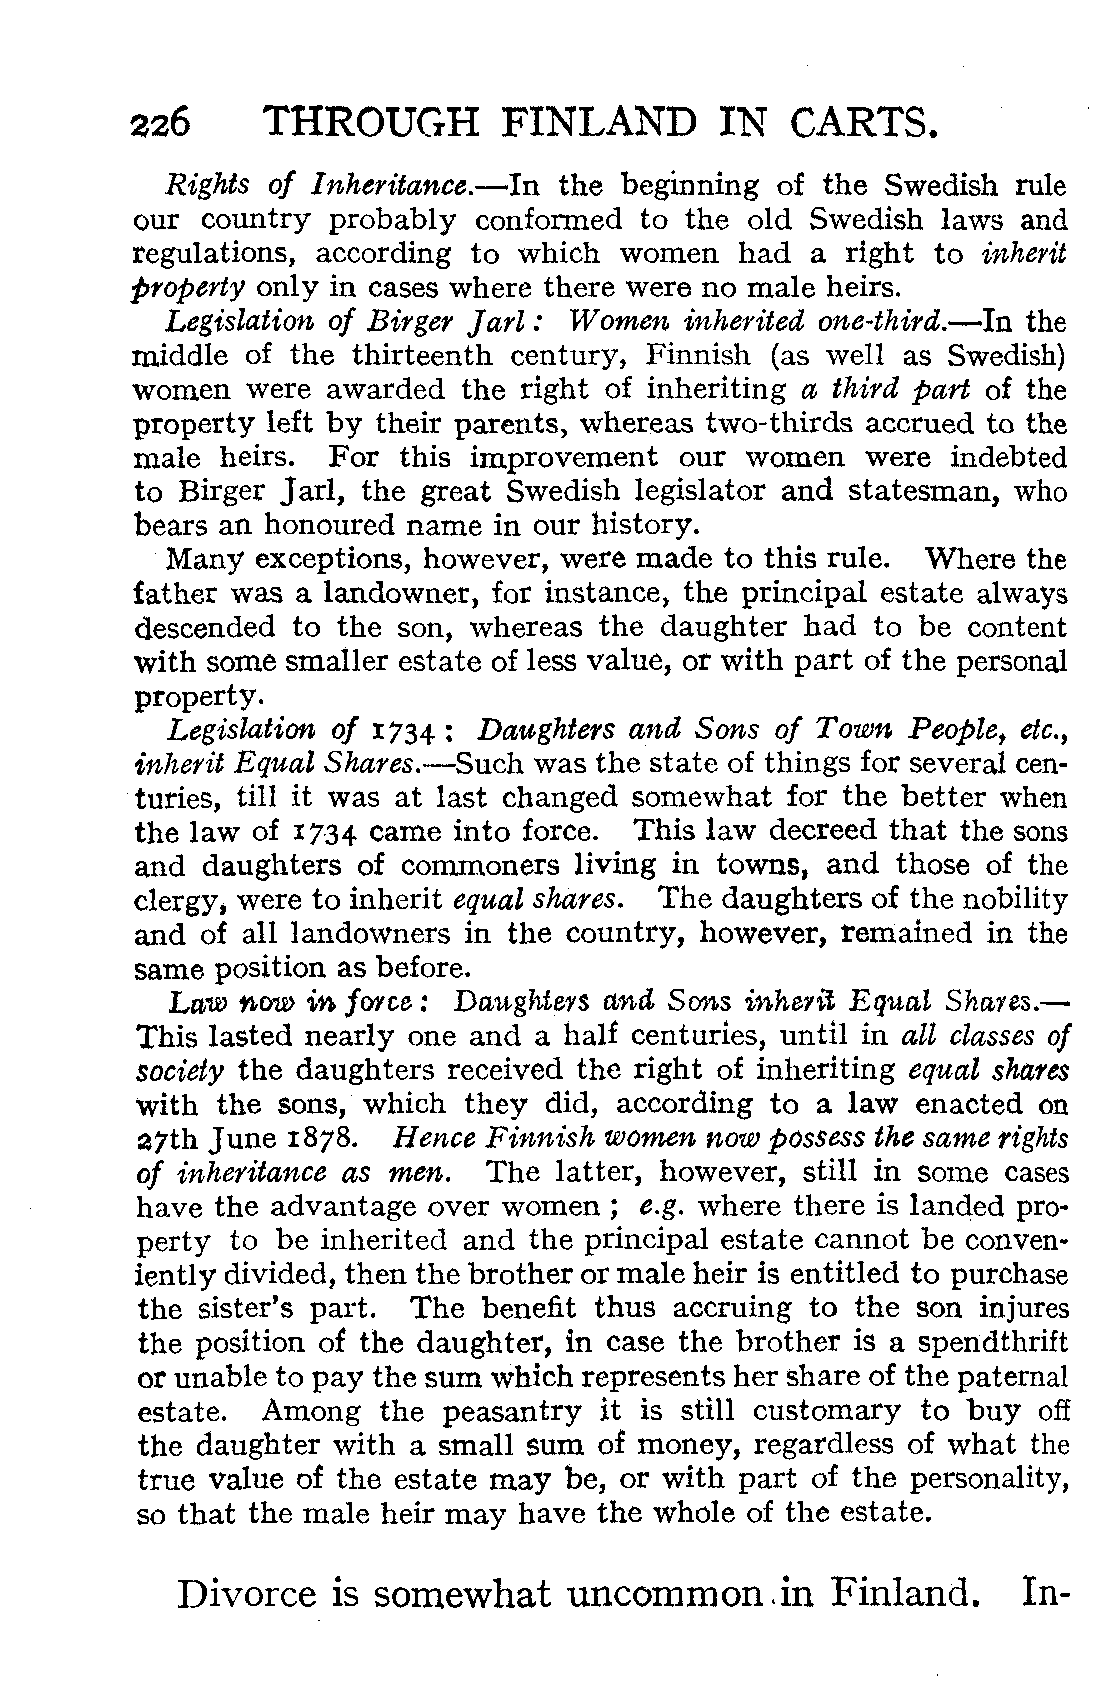 226 THROUGH FINLAND IN CARTS.
Rights of Inheritance.—In the beginning of the Swedish rule
our country probably conformed to the old Swedish laws and
regulations, according to which women had a right to inherit
property only in cases where there were no male heirs.
Legislation of Birger Jarl: Women inherited one-third.—In the
middle of the thirteenth century, Finnish (as well as Swedish)
women were awarded the right of inheriting a third part of the
property left by their parents, whereas two-thirds accrued to the
male heirs. For this improvement our women were indebted
to Birger Jarl, the great Swedish legislator and statesman, who
bears an honoured name in our history.
Many exceptions, however, were made to this rule. Where the
father was a landowner, for instance, the principal estate always
descended to the son, whereas the daughter had to be content
with some smaller estate of less value, or with part of the personal
property.
Legislation of 1734: Daughters and Sons of Town People, etc.,
inherit Equal Shares.—Such was the state of things for several cen-
turies, till it was at last changed somewhat for the better when
the law of 1734 came into force. This law decreed that the sons
and daughters of commoners living in towns, and those of the
clergy, were to inherit equal shares. The daughters of the nobility
and of all landowners in the country, however, remained in the
same position as before.
Law now in force: Daughters and Sons inherit Equal Shares.—
This lasted nearly one and a half centuries, until in all classes of
society the daughters received the right of inheriting equal shares
with the sons, which they did, according to a law enacted on
27th June 1878. Hence Finnish women now possess the same rights
of inheritance as men. The latter, however, still in some cases
have the advantage over women; e.g. where there is landed pro-
perty to be inherited and the principal estate cannot be conven-
iently divided, then the brother or male heir is entitled to purchase
the sister's part. The benefit thus accruing to the son injures
the position of the daughter, in case the brother is a spendthrift
or unable to pay the sum which represents her share of the paternal
estate. Among the peasantry it is still customary to buy off
the daughter with a small sum of money, regardless of what the
true value of the estate may be, or with part of the personality,
so that the male heir may have the whole of the estate.
Divorce is somewhat uncommon in Finland. In-